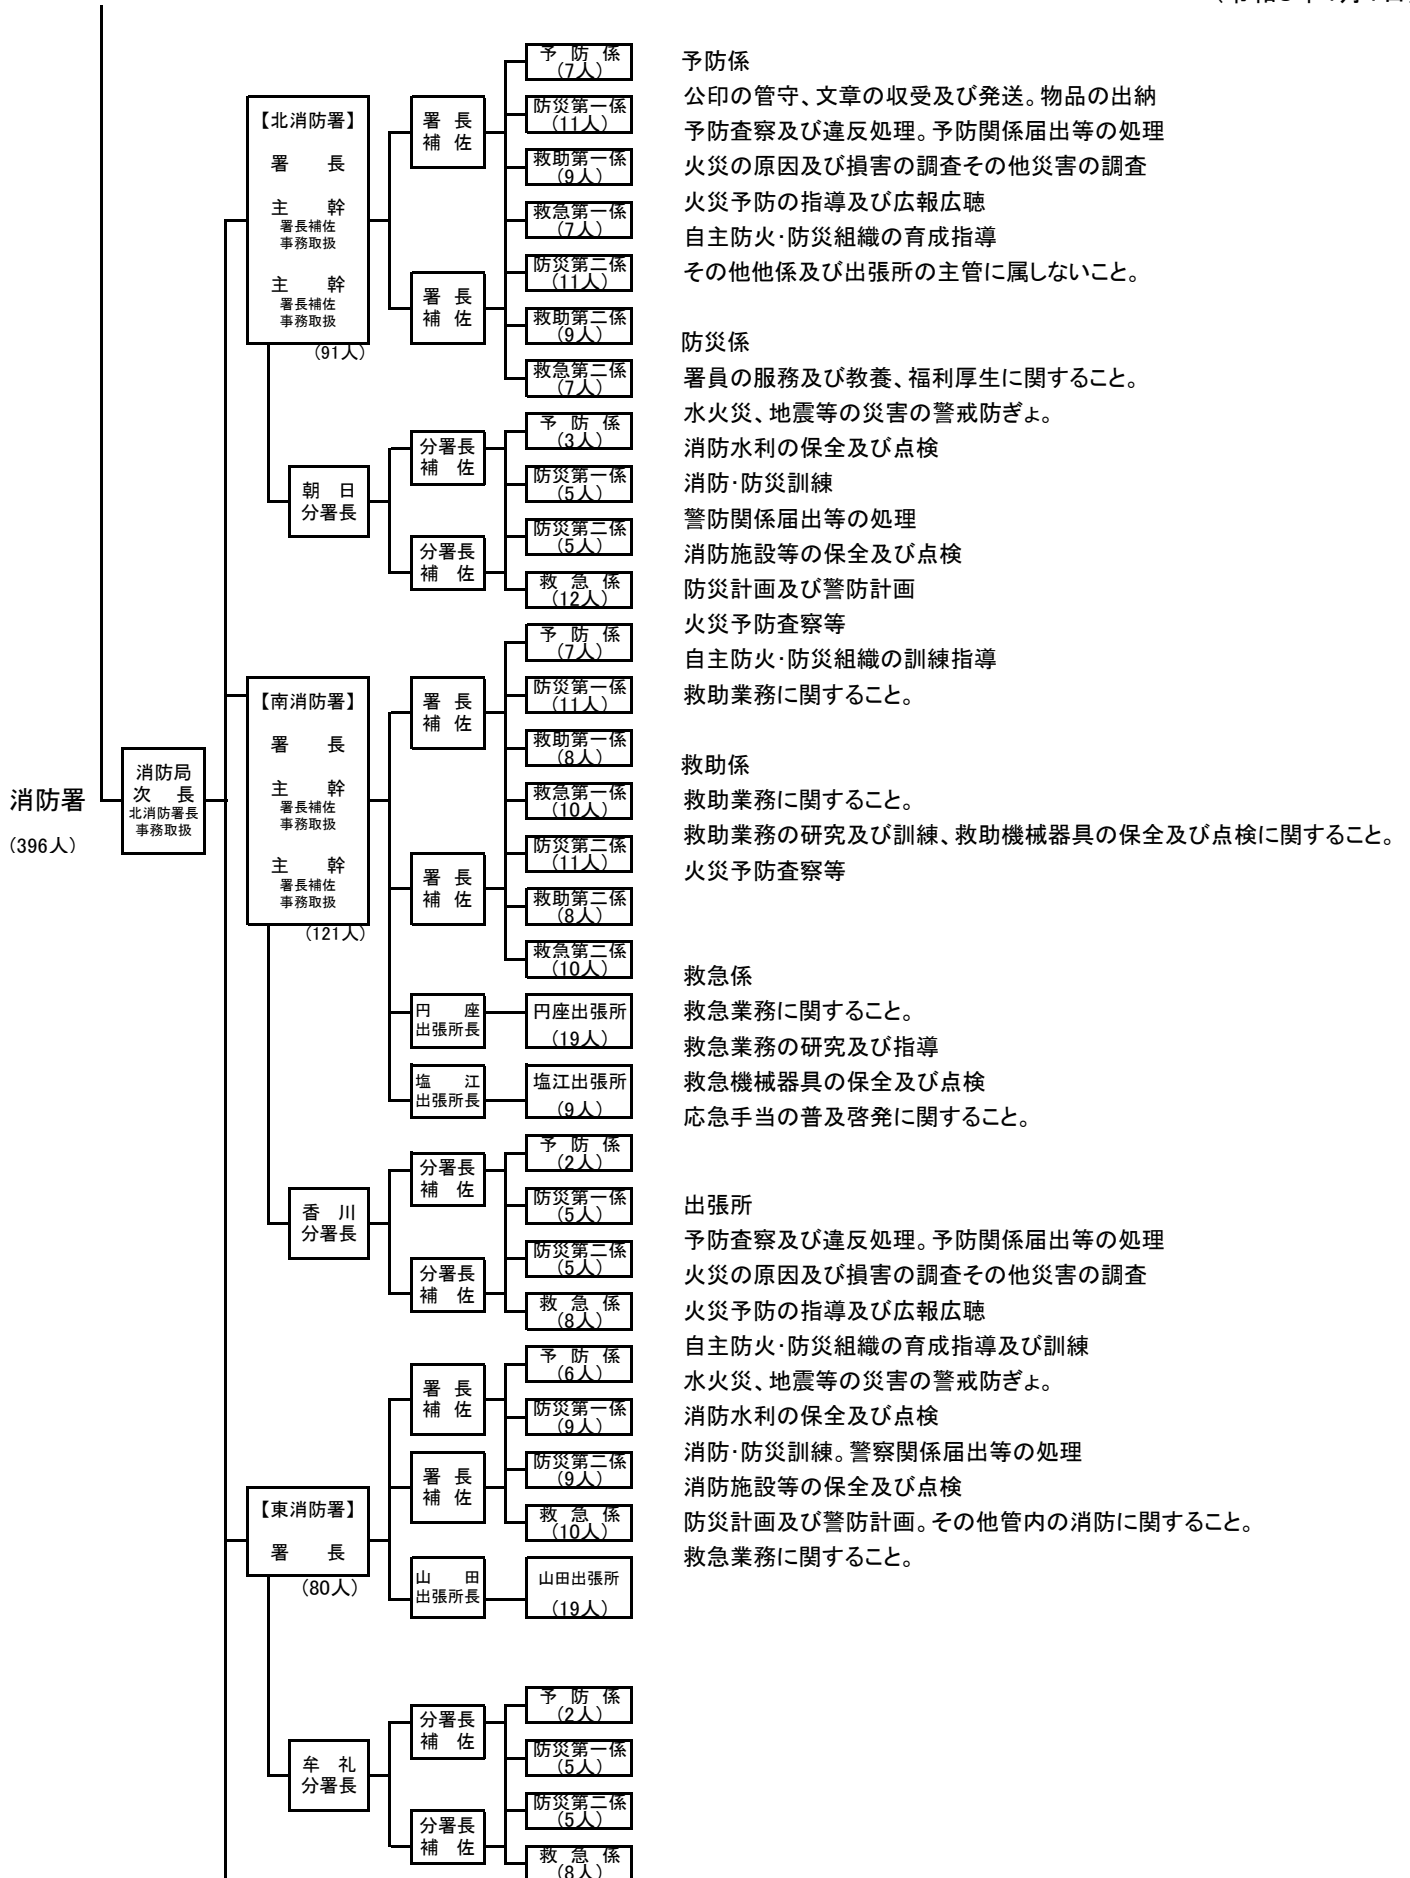 消防署
(396人)
消防局
次 長
北消防署長
事務取扱
【北消防署】
署 長
主 幹
署長補佐
事務取扱
主 幹
署長補佐
事務取扱
(91人)
署 長
補 佐
署 長
補 佐
予 防 係
(7人)
防災第一係
(11人)
救助第一係
(9人)
救急第一係
(7人)
防災第二係
(11人)
救助第二係
(9人)
救急第二係
(7人)
朝 日
分署長
分署長
補 佐
分署長
補 佐
予 防 係
(3人)
防災第一係
(5人)
防災第二係
(5人)
救 急 係
(12人)
【南消防署】
署 長
主 幹
署長補佐
事務取扱
主 幹
署長補佐
事務取扱
(121人)
署 長
補 佐
署 長
補 佐
予 防 係
(7人)
防災第一係
(11人)
救助第一係
(8人)
救急第一係
(10人)
防災第二係
(11人)
救助第二係
(8人)
救急第二係
(10人)
円 座
出張所長
円座出張所
(19人)
塩 江
出張所長
塩江出張所
(9人)
香 川
分署長
分署長
補 佐
分署長
補 佐
予 防 係
(2人)
防災第一係
(5人)
防災第二係
(5人)
救 急 係
(8人)
【東消防署】
署 長
(80人)
署 長
補 佐
署 長
補 佐
予 防 係
(6人)
防災第一係
(9人)
防災第二係
(9人)
救 急 係
(10人)
山 田
出張所長
山田出張所
(19人)
牟 礼
分署長
分署長
補 佐
分署長
補 佐
予 防 係
(2人)
防災第一係
(5人)
防災第二係
(5人)
救 急 係
(8人)
予防係
公印の管守、文章の収受及び発送。物品の出納
予防査察及び違反処理。予防関係届出等の処理
火災の原因及び損害の調査その他災害の調査
火災予防の指導及び広報広聴
自主防火・防災組織の育成指導
その他他係及び出張所の主管に属しないこと。
防災係
署員の服務及び教養、福利厚生に関すること。
水火災、地震等の災害の警戒防ぎょ。
消防水利の保全及び点検
消防・防災訓練
警防関係届出等の処理
消防施設等の保全及び点検
防災計画及び警防計画
火災予防査察等
自主防火・防災組織の訓練指導
救助業務に関すること。
救助係
救助業務に関すること。
救助業務の研究及び訓練、救助機械器具の保全及び点検に関すること。
火災予防査察等
救急係
救急業務に関すること。
救急業務の研究及び指導
救急機械器具の保全及び点検
応急手当の普及啓発に関すること。
出張所
予防査察及び違反処理。予防関係届出等の処理
火災の原因及び損害の調査その他災害の調査
火災予防の指導及び広報広聴
自主防火・防災組織の育成指導及び訓練
水火災、地震等の災害の警戒防ぎょ。
消防水利の保全及び点検
消防・防災訓練。警察関係届出等の処理
消防施設等の保全及び点検
防災計画及び警防計画。その他管内の消防に関すること。
救急業務に関すること。